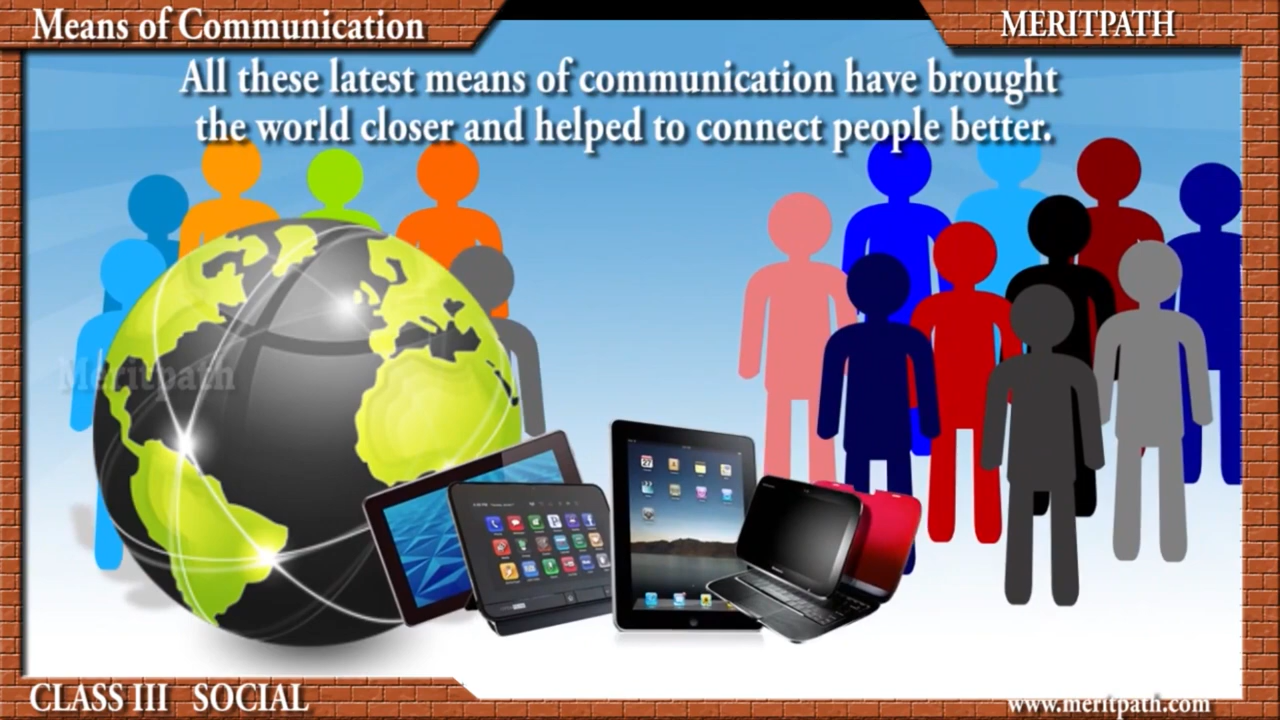 Means of Communication
MERITPATH
All these latest means of communication have brought
the world closer and helped to connect people better.
Meritpath
27
CLASS III SOCIAL
www.meritpath.com